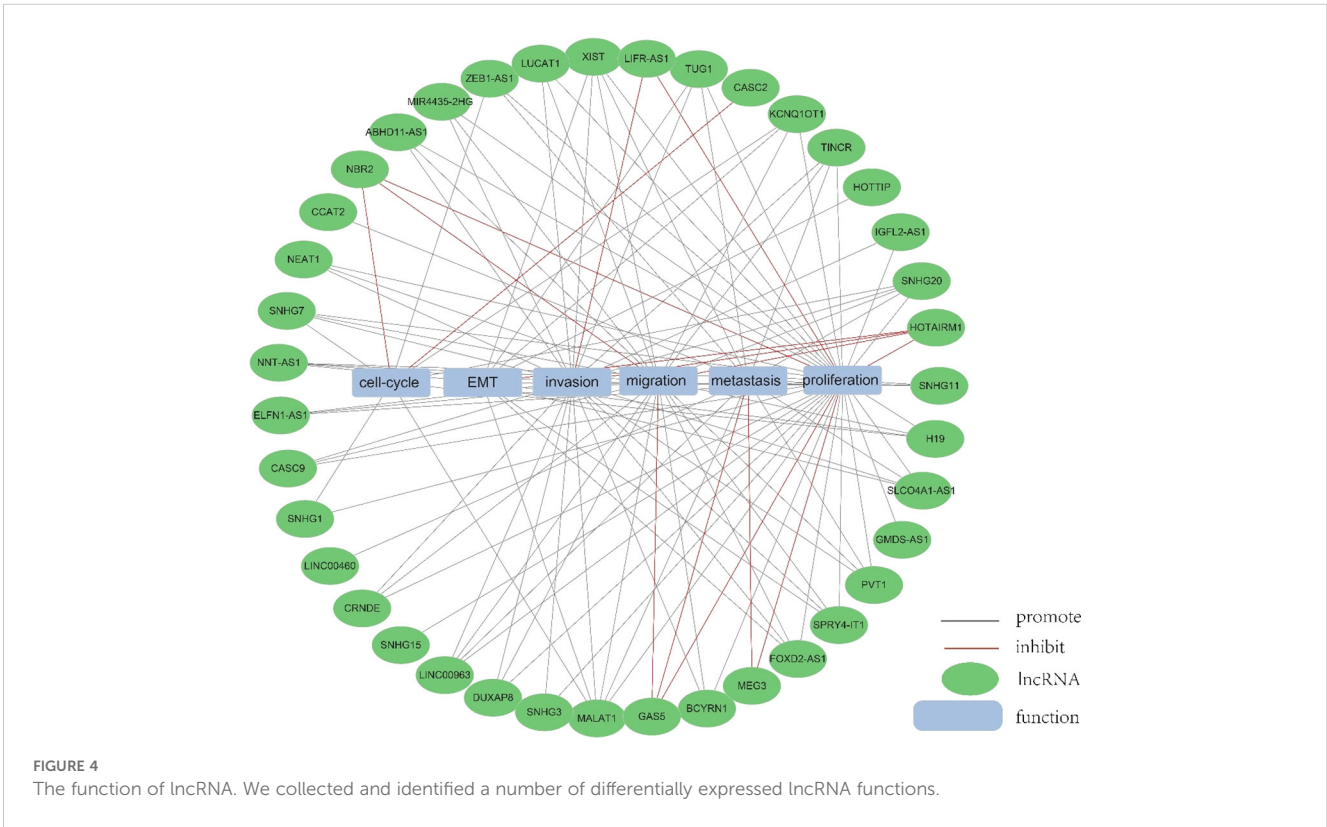 XIST
LIFR-AS1
TUG1
CASC2
KCNQ1OT1
TINCR
HOTTIP
IGFL2-AS1
SNHG20
HOTAIRM1
SNHG11
H19
SLCO4A1-AS1
GMDS-AS1
PVT1
SPRY4-IT1
FOXD2-AS1
MEG3
BCYRN1
GAS5
MALAT1
SNHG3
DUXAP8
LINC00963
SNHG15
CRNDE
LINC00460
SNHG1
CASC9
ELFN1-AS1
NNT-AS1
SNHG7
NEAT1
CCAT2
NBR2
ABHD11-AS1
MIR4435-2HG
ZEB1-AS1
LUCAT1
cell-cycle
EMT
invasion
migration
metastasis
proliferation
promote
inhibit
lncRNA
function
FIGURE 4
The function of lncRNA. We collected and identified a number of differentially expressed lncRNA functions.